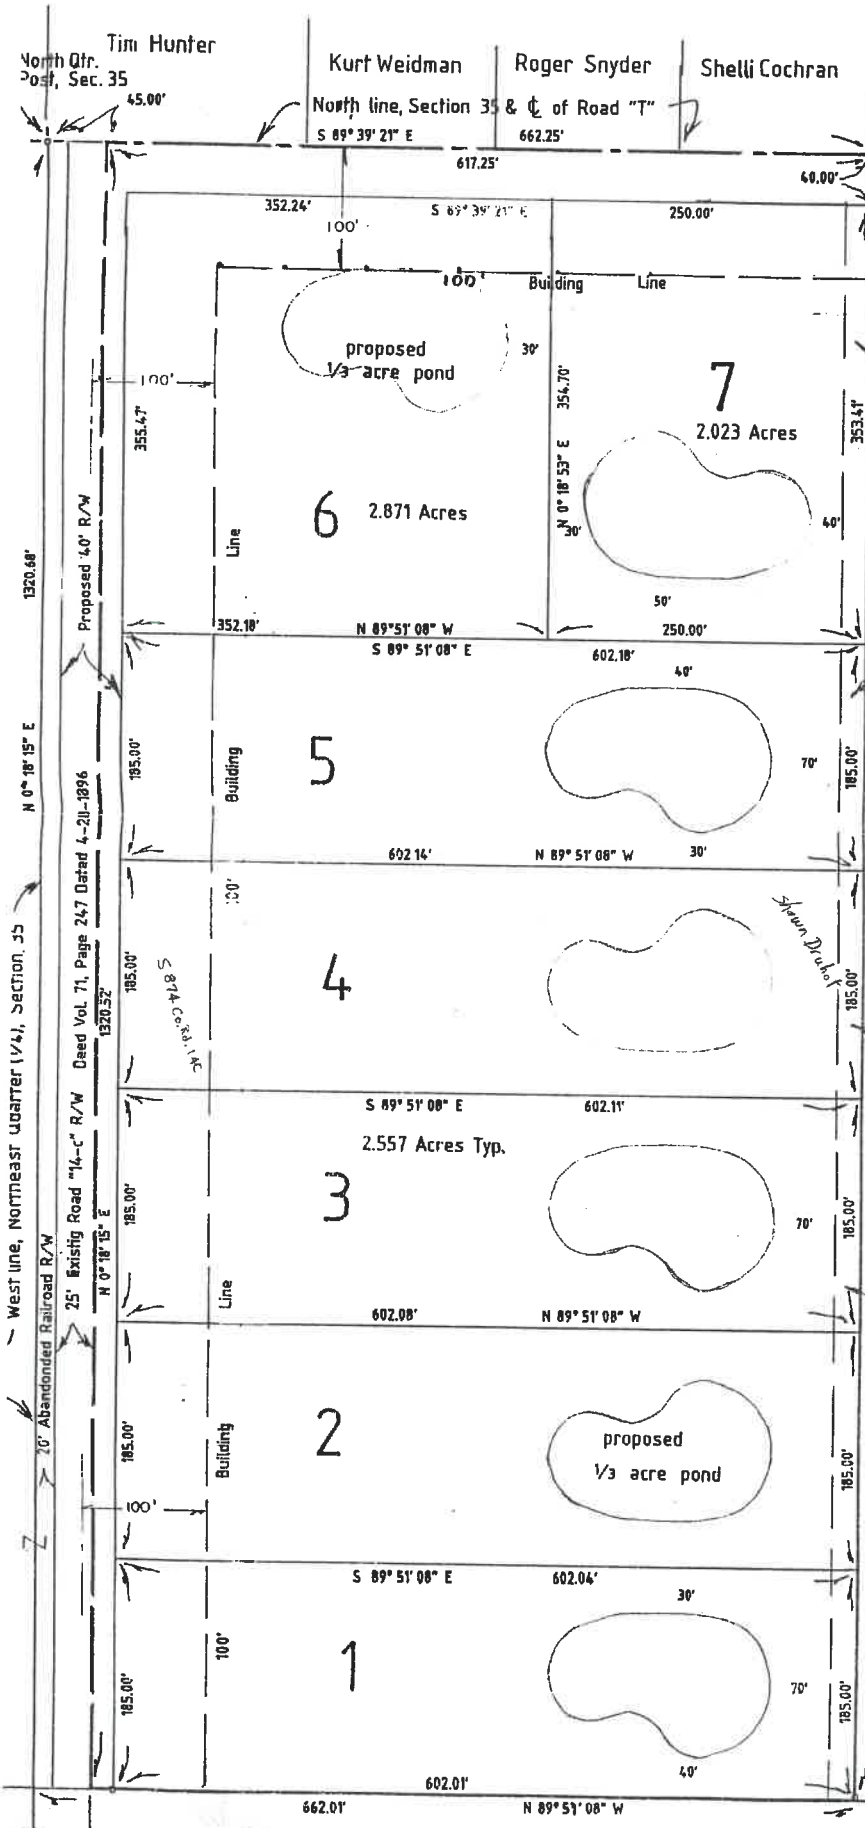 Tim Hunter
North Qtr.
Post, Sec. 35
Kurt Weidman
Roger Snyder
Shelli Cochran
45.00'
North line, Section 35 & ℄ of Road "T"
S 89° 39' 21" E
662.25'
617.25'
40.00'
352.24'
S 89° 39' 21" E
250.00'
100'
100'
Building
Line
proposed
1/3 acre pond
30'
7
2.023 Acres
100'
355.47'
354.70'
N 0° 18' 53" E
353.41'
6
2.871 Acres
Line
30'
40'
50'
1320.68'
Proposed 40' R/W
352.18'
N 89° 51' 08" W
250.00'
S 89° 51' 08" E
602.18'
40'
N 0° 18' 15" E
185.00'
Building
5
70'
185.00'
602.14'
N 89° 51' 08" W
30'
100'
Deed Vol. 71, Page 247 Dated 4-20-1896
1320.52'
185.00'
4
Shawn
185.00'
West line, Northeast Quarter (1/4), Section 35
S 89° 51' 08" E
602.11'
2.557 Acres Typ.
25' Existig Road "14-c" R/W
N 0° 18' 15" E
185.00'
3
70'
185.00'
Line
602.08'
N 89° 51' 08" W
20' Abandonded Railroad R/W
185.00'
Building
2
proposed
1/3 acre pond
185.00'
100'
S 89° 51' 08" E
602.04'
30'
100'
185.00'
1
70'
185.00'
40'
602.01'
662.01'
N 89° 51' 08" W